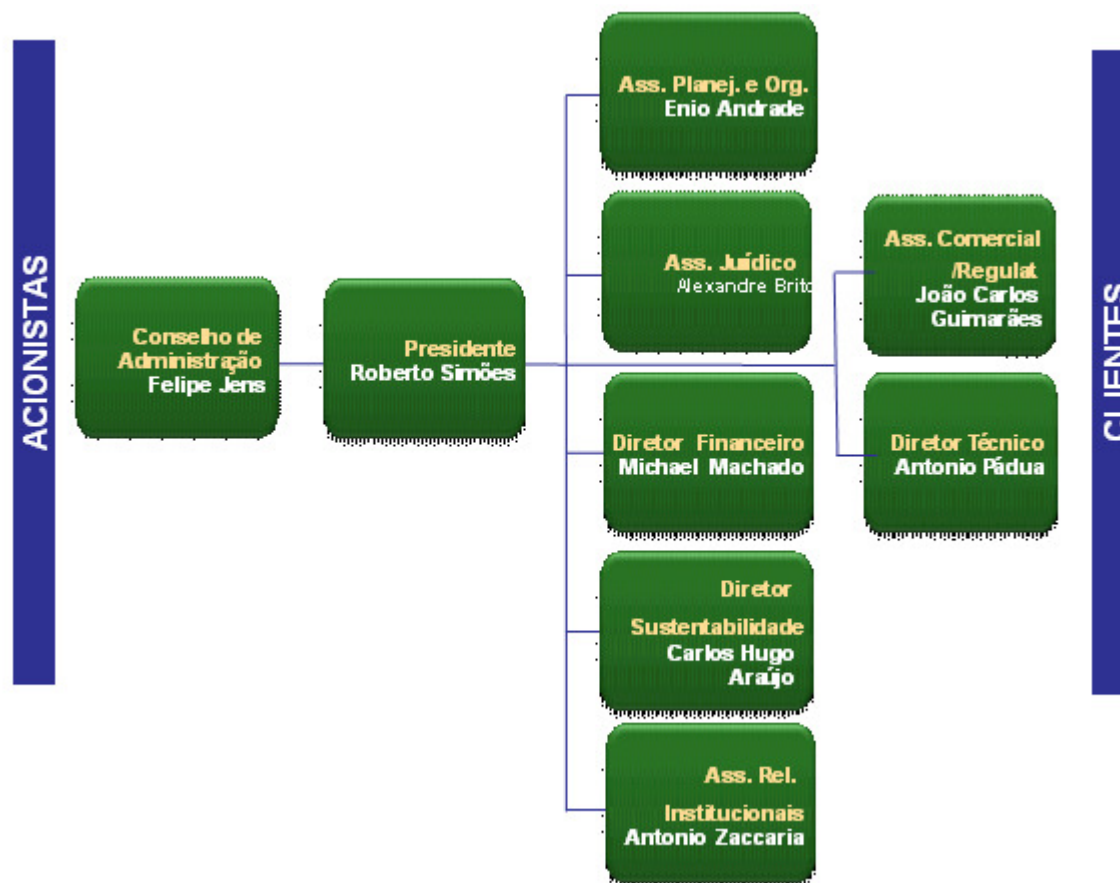 ACIONISTAS
Conselho de
Administração
Felipe Jens
Presidente
Roberto Simões
Ass. Planej. e Org.
Enio Andrade
Ass. Jurídico
Alexandre Brito
Diretor Financeiro
Michael Machado
Diretor
Sustentabilidade
Carlos Hugo
Araújo
Ass. Rel.
Institucionais
Antonio Zaccaria
Ass. Comercial
/Regulat
João Carlos
Guimarães
Diretor Técnico
Antonio Pádua
CLIENTES